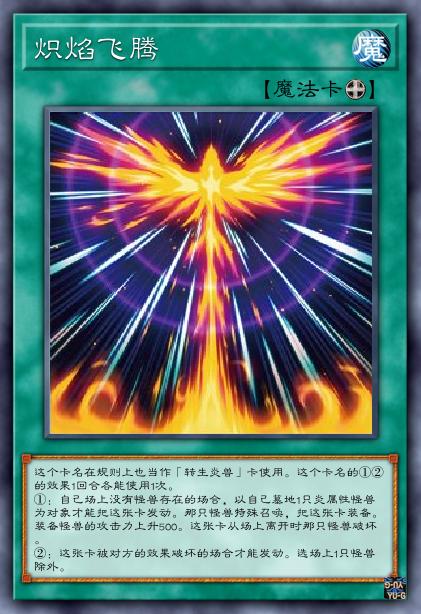 炽焰飞腾
魔
【魔法卡】
这个卡名在规则上也当作「转生炎兽」卡使用。这个卡名的①②
的效果1回合各能使用1次。
①：自己场上没有怪兽存在的场合，以自己墓地1只炎属性怪兽
为对象才能把这张卡发动。那只怪兽特殊召唤，把这张卡装备。
装备怪兽的攻击力上升500。这张卡从场上离开时那只怪兽破坏
。
②：这张卡被对方的效果破坏的场合才能发动。选场上1只怪兽
除外。